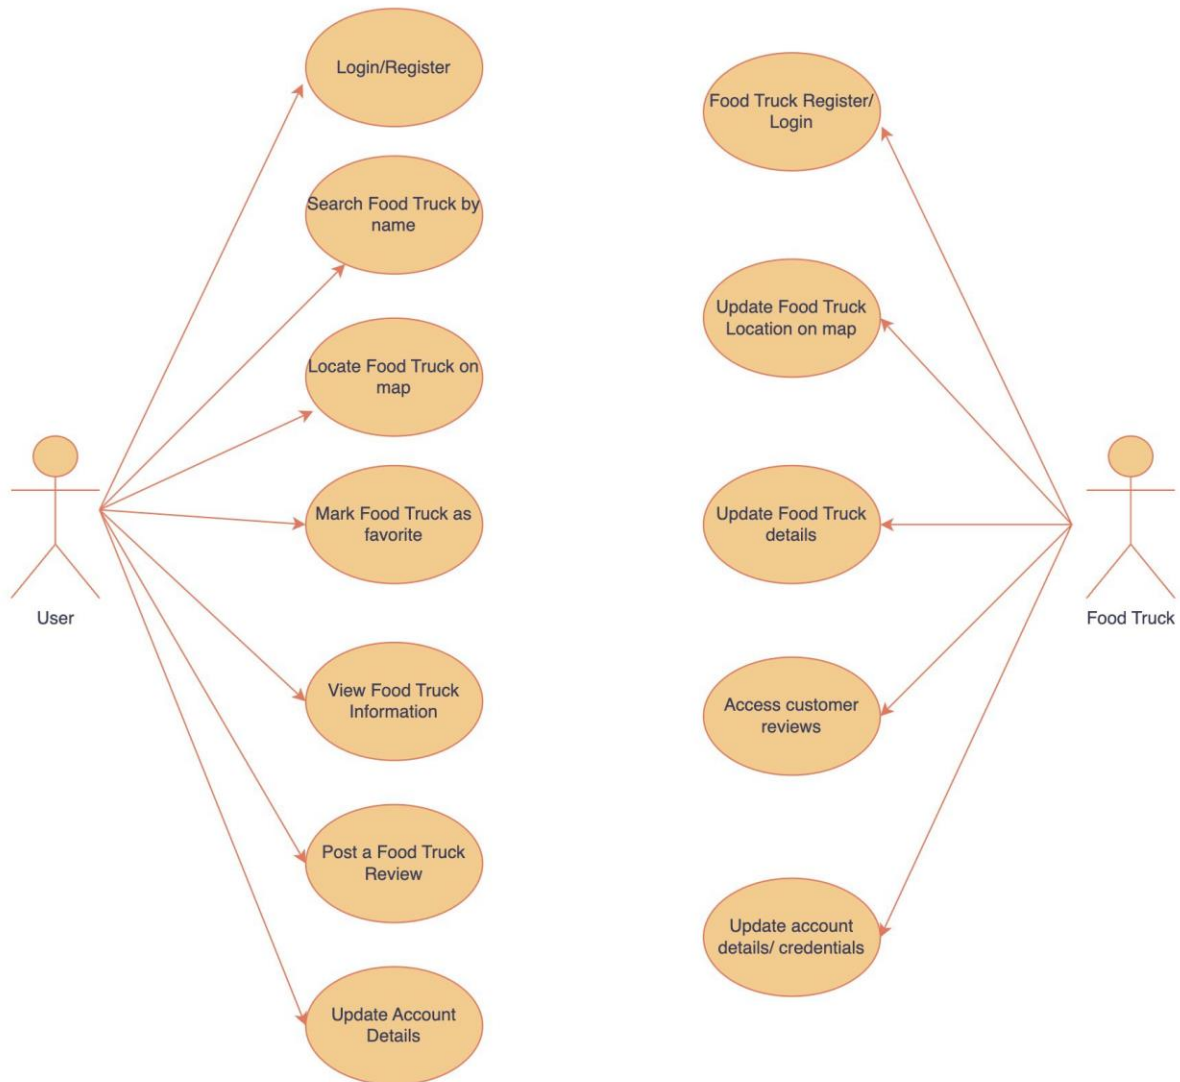 Login/Register
Search Food Truck by
name
Locate Food Truck on
map
Mark Food Truck as
favorite
User
View Food Truck
Information
Post a Food Truck
Review
Update Account
Details
Food Truck Register/
Login
Update Food Truck
Location on map
Update Food Truck
details
Food Truck
Access customer
reviews
Update account
details/ credentials